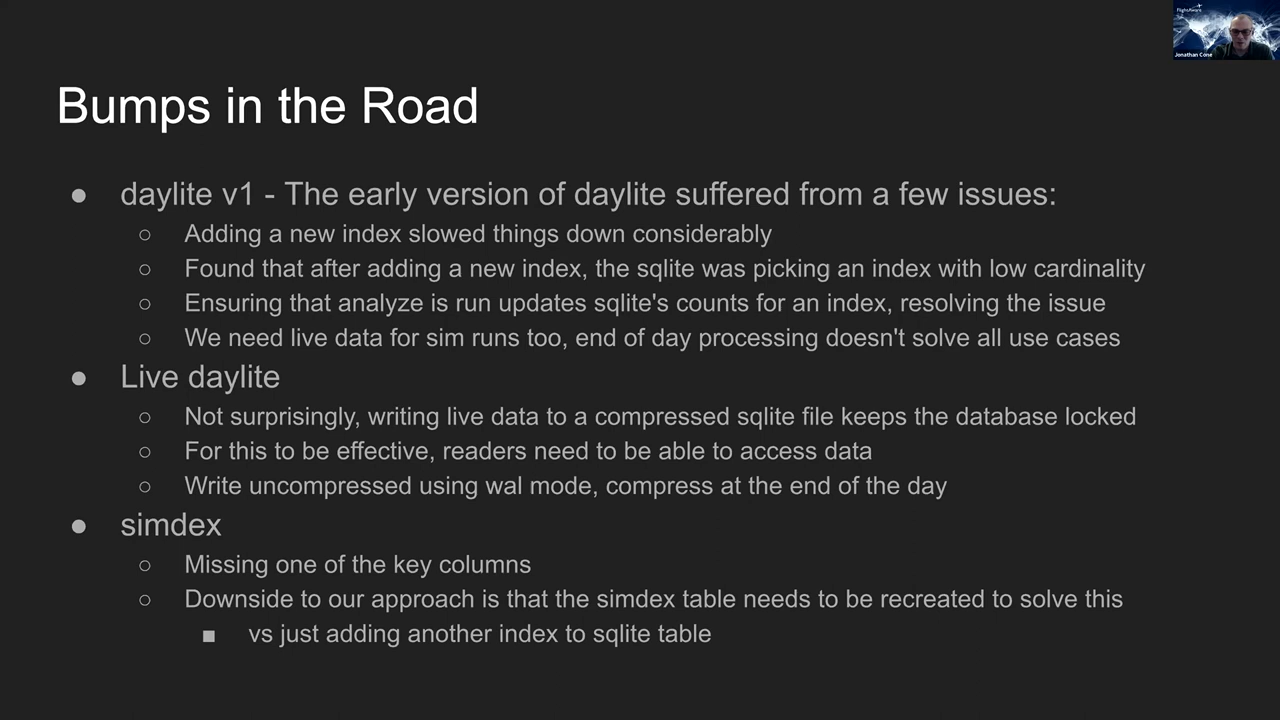 FlightAware
Jonathan Cone
Bumps in the Road
● daylite v1 - The early version of daylite suffered from a few issues:
○ Adding a new index slowed things down considerably
○ Found that after adding a new index, the sqlite was picking an index with low cardinality
○ Ensuring that analyze is run updates sqlite's counts for an index, resolving the issue
○ We need live data for sim runs too, end of day processing doesn't solve all use cases
● Live daylite
○ Not surprisingly, writing live data to a compressed sqlite file keeps the database locked
○ For this to be effective, readers need to be able to access data
○ Write uncompressed using wal mode, compress at the end of the day
● simdex
○ Missing one of the key columns
○ Downside to our approach is that the simdex table needs to be recreated to solve this
■ vs just adding another index to sqlite table